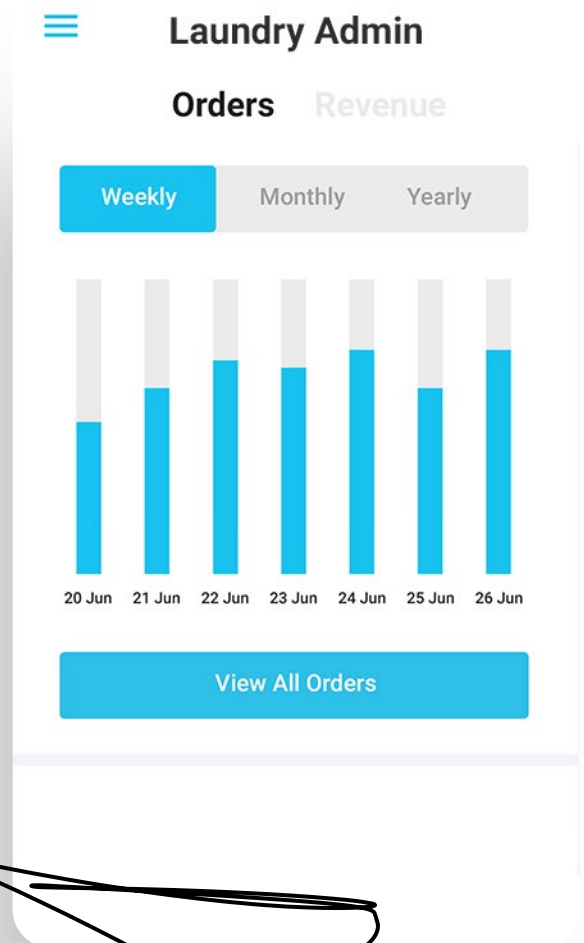 Laundry Admin
Orders Revenue
Weekly Monthly Yearly
20 Jun 21 Jun 22 Jun 23 Jun 24 Jun 25 Jun 26 Jun
View All Orders